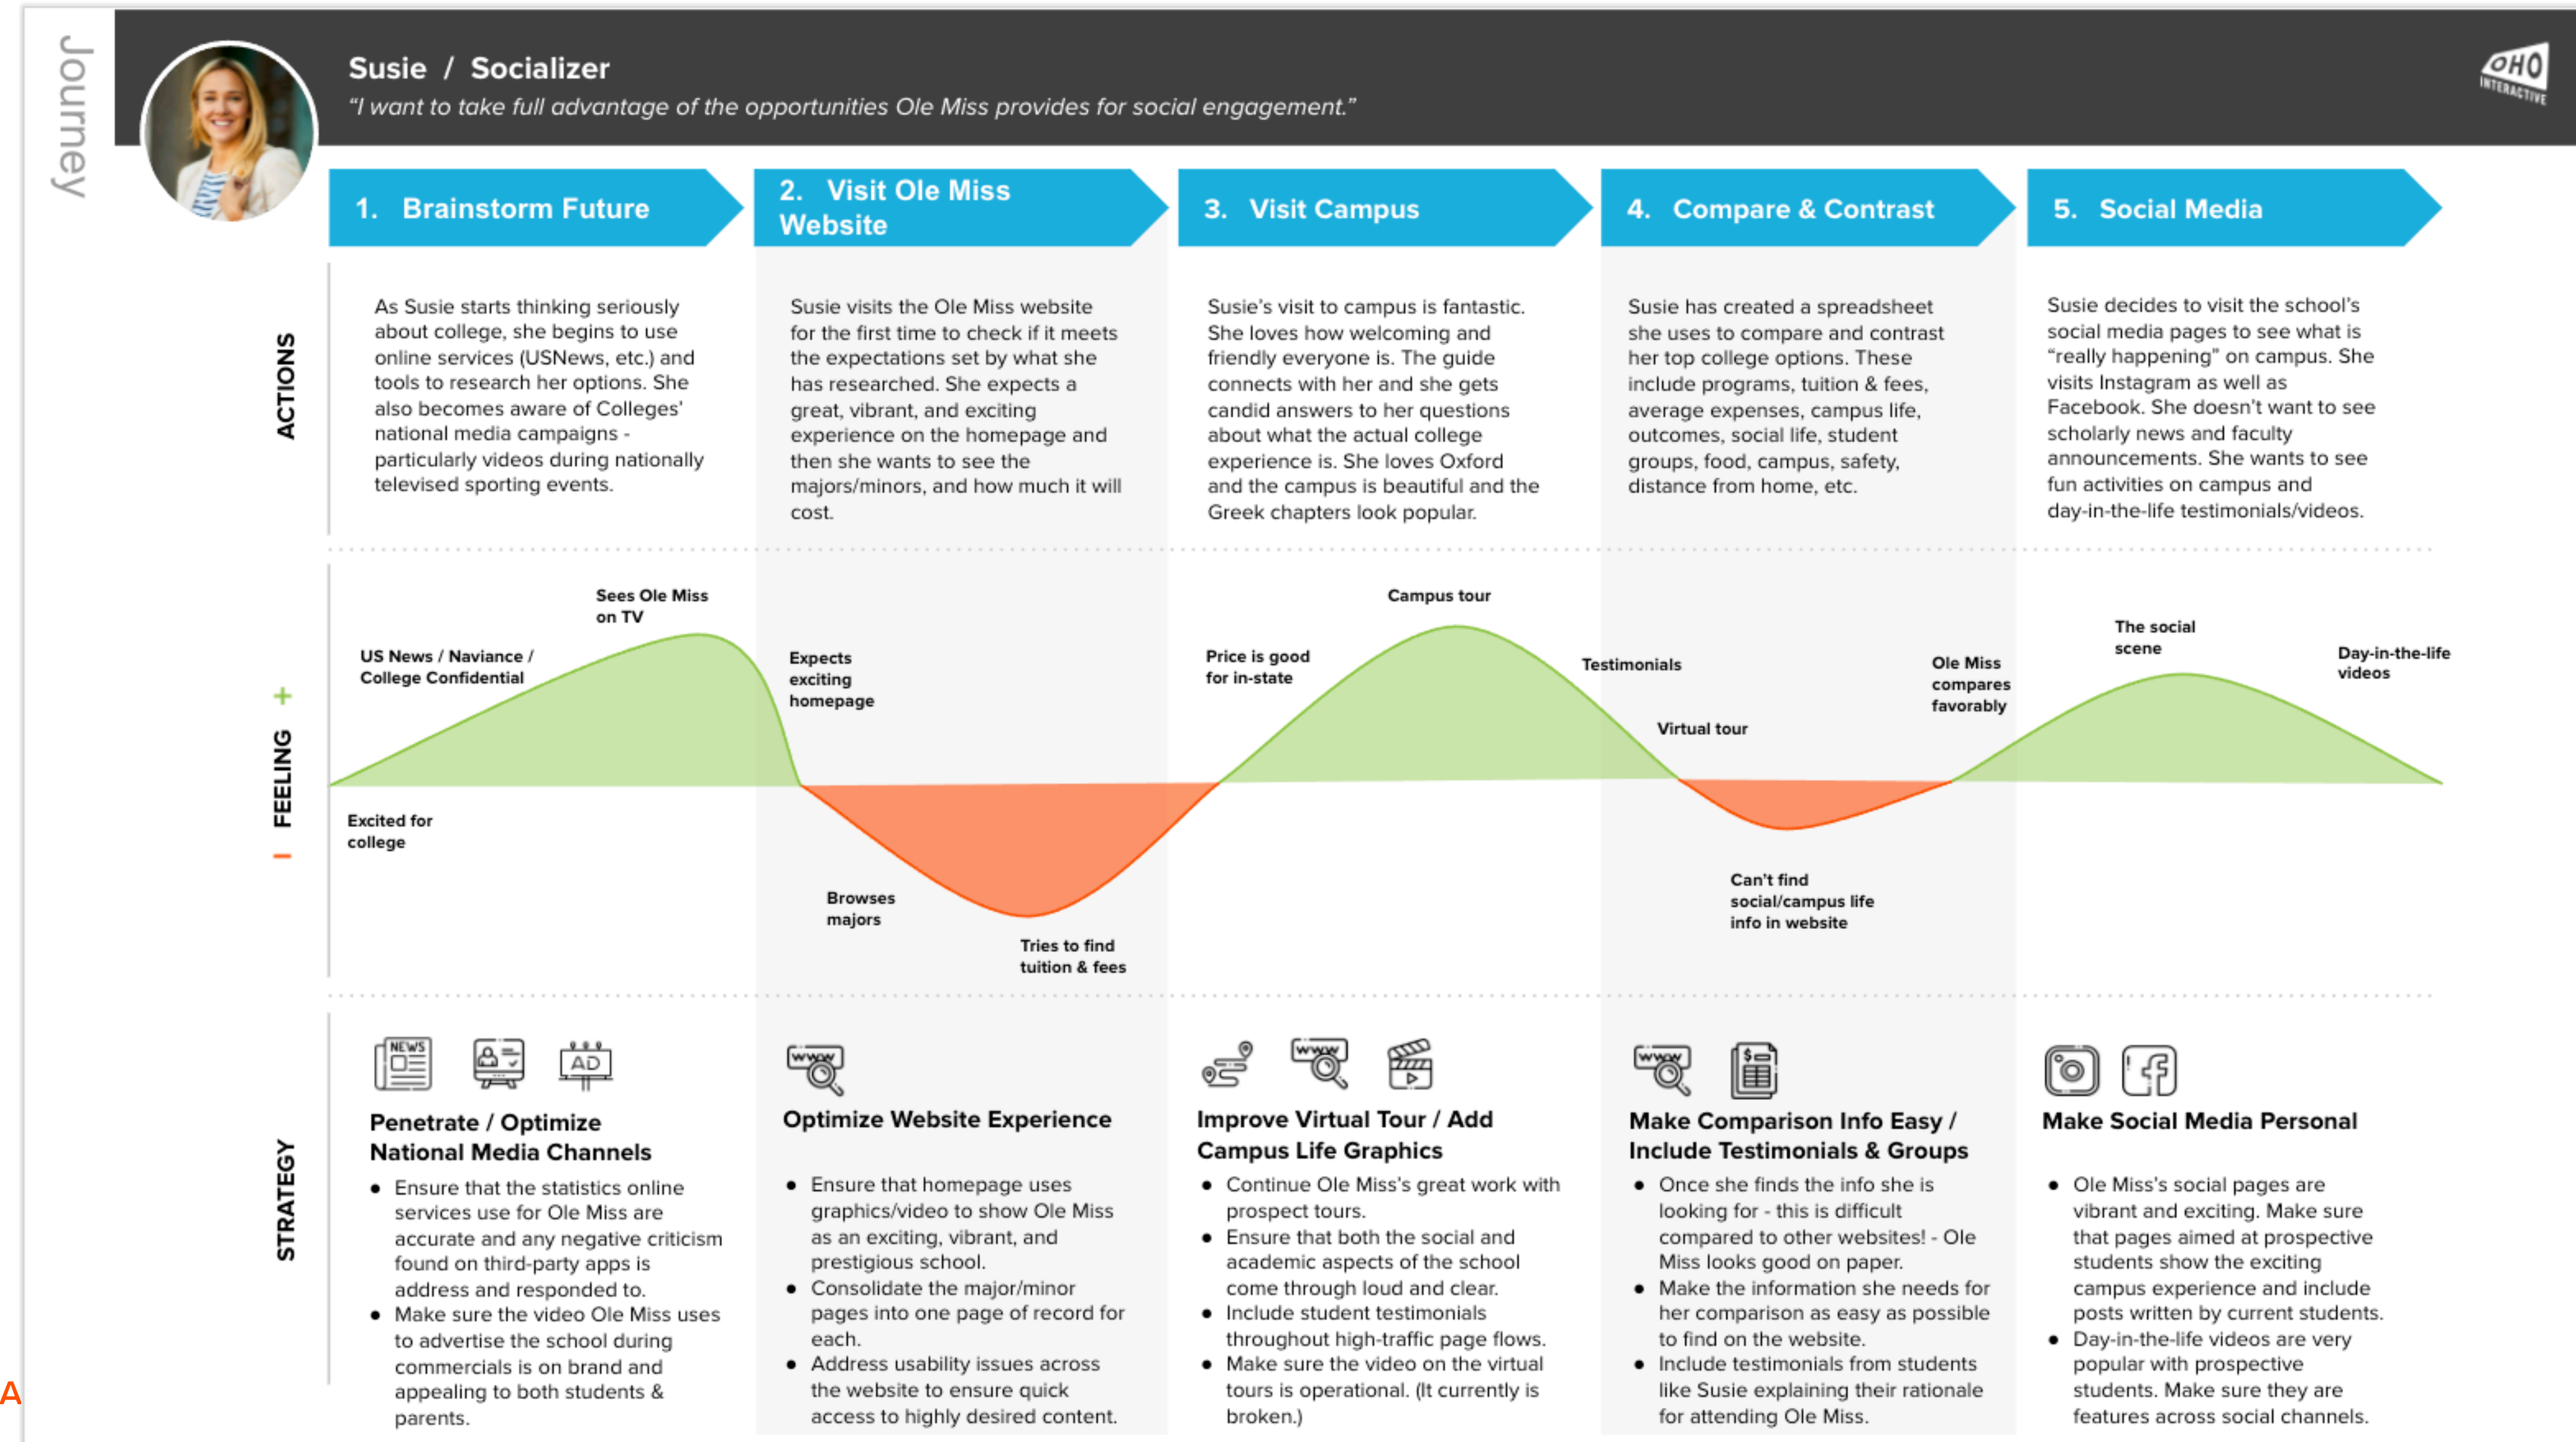 Journey
Susie / Socializer
“I want to take full advantage of the opportunities Ole Miss provides for social engagement.”
OHO
INTERACTIVE
1. Brainstorm Future
2. Visit Ole Miss
Website
3. Visit Campus
4. Compare & Contrast
5. Social Media
ACTIONS
As Susie starts thinking seriously
about college, she begins to use
online services (USNews, etc.) and
tools to research her options. She
also becomes aware of Colleges’
national media campaigns -
particularly videos during nationally
televised sporting events.
Susie visits the Ole Miss website
for the first time to check if it meets
the expectations set by what she
has researched. She expects a
great, vibrant, and exciting
experience on the homepage and
then she wants to see the
majors/minors, and how much it will
cost.
Susie’s visit to campus is fantastic.
She loves how welcoming and
friendly everyone is. The guide
connects with her and she gets
candid answers to her questions
about what the actual college
experience is. She loves Oxford
and the campus is beautiful and the
Greek chapters look popular.
Susie has created a spreadsheet
she uses to compare and contrast
her top college options. These
include programs, tuition & fees,
average expenses, campus life,
outcomes, social life, student
groups, food, campus, safety,
distance from home, etc.
Susie decides to visit the school’s
social media pages to see what is
“really happening” on campus. She
visits Instagram as well as
Facebook. She doesn’t want to see
scholarly news and faculty
announcements. She wants to see
fun activities on campus and
day-in-the-life testimonials/videos.
− FEELING +
US News / Naviance /
College Confidential
Sees Ole Miss
on TV
Excited for
college
Expects
exciting
homepage
Browses
majors
Tries to find
tuition & fees
Price is good
for in-state
Campus tour
Testimonials
Virtual tour
Can’t find
social/campus life
info in website
Ole Miss
compares
favorably
The social
scene
Day-in-the-life
videos
STRATEGY
NEWS
AD
www
www
www
$
Penetrate / Optimize
National Media Channels
● Ensure that the statistics online
services use for Ole Miss are
accurate and any negative criticism
found on third-party apps is
address and responded to.
● Make sure the video Ole Miss uses
to advertise the school during
commercials is on brand and
appealing to both students &
parents.
Optimize Website Experience
● Ensure that homepage uses
graphics/video to show Ole Miss
as an exciting, vibrant, and
prestigious school.
● Consolidate the major/minor
pages into one page of record for
each.
● Address usability issues across
the website to ensure quick
access to highly desired content.
Improve Virtual Tour / Add
Campus Life Graphics
● Continue Ole Miss’s great work with
prospect tours.
● Ensure that both the social and
academic aspects of the school
come through loud and clear.
● Include student testimonials
throughout high-traffic page flows.
● Make sure the video on the virtual
tours is operational. (It currently is
broken.)
Make Comparison Info Easy /
Include Testimonials & Groups
● Once she finds the info she is
looking for - this is difficult
compared to other websites! - Ole
Miss looks good on paper.
● Make the information she needs for
her comparison as easy as possible
to find on the website.
● Include testimonials from students
like Susie explaining their rationale
for attending Ole Miss.
Make Social Media Personal
● Ole Miss’s social pages are
vibrant and exciting. Make sure
that pages aimed at prospective
students show the exciting
campus experience and include
posts written by current students.
● Day-in-the-life videos are very
popular with prospective
students. Make sure they are
features across social channels.
A